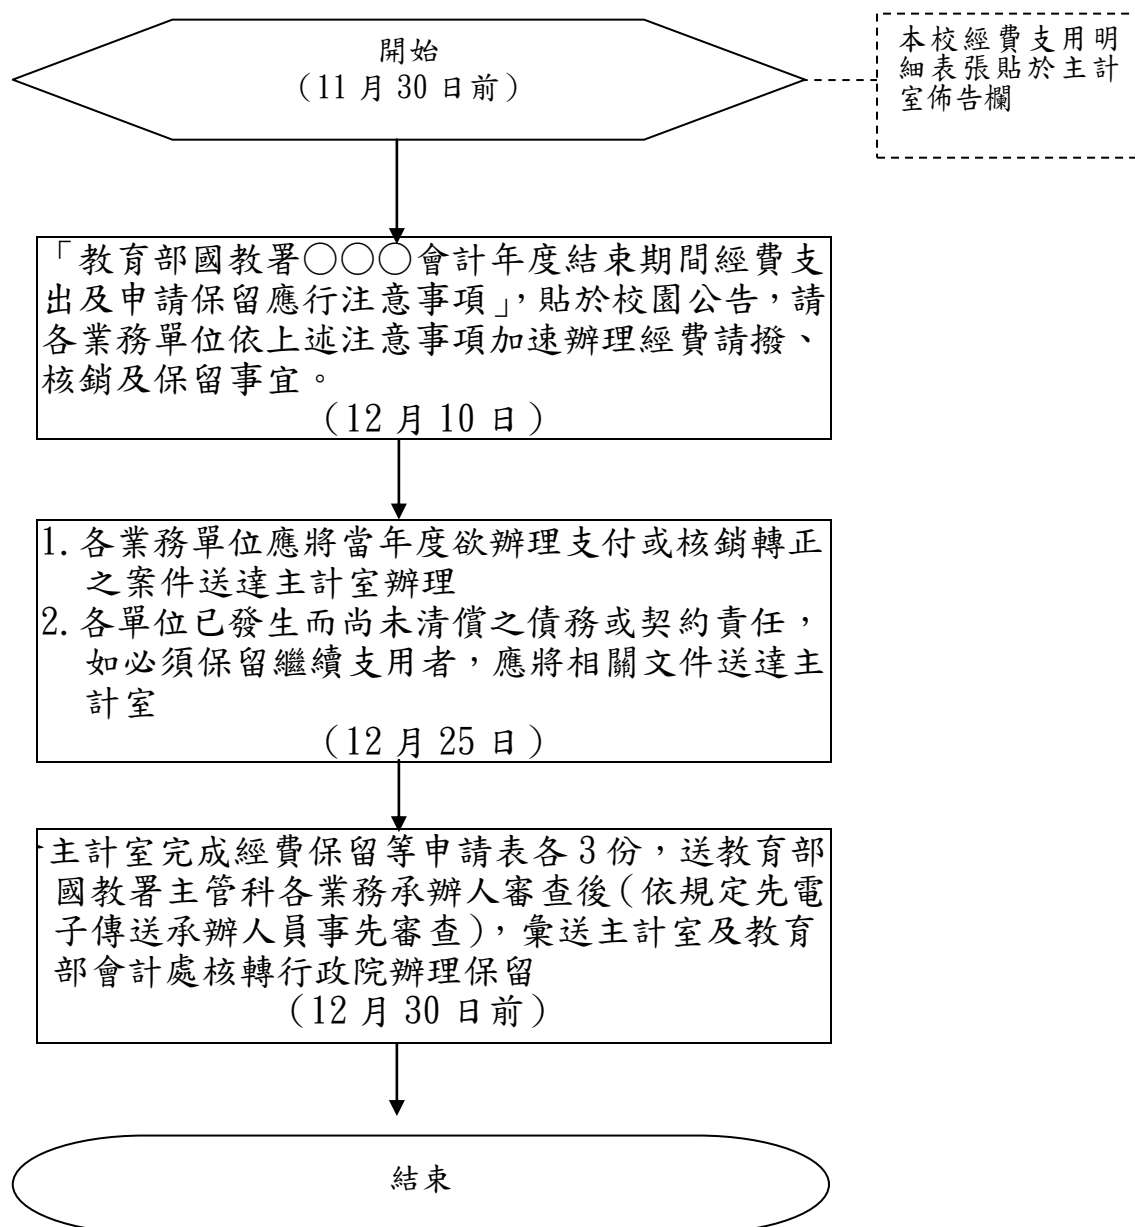 開始
（11 月 30 日前）
本校經費支用明
細表張貼於主計
室佈告欄
「教育部國教署○○○會計年度結束期間經費支
出及申請保留應行注意事項」，貼於校園公告，請
各業務單位依上述注意事項加速辦理經費請撥、
核銷及保留事宜。
（12 月 10 日）
1. 各業務單位應將當年度欲辦理支付或核銷轉正
之案件送達主計室辦理
2. 各單位已發生而尚未清償之債務或契約責任，
如必須保留繼續支用者，應將相關文件送達主
計室
（12 月 25 日）
主計室完成經費保留等申請表各 3 份，送教育部
國教署主管科各業務承辦人審查後（依規定先電
子傳送承辦人員事先審查），彙送主計室及教育
部會計處核轉行政院辦理保留
（12 月 30 日前）
結束